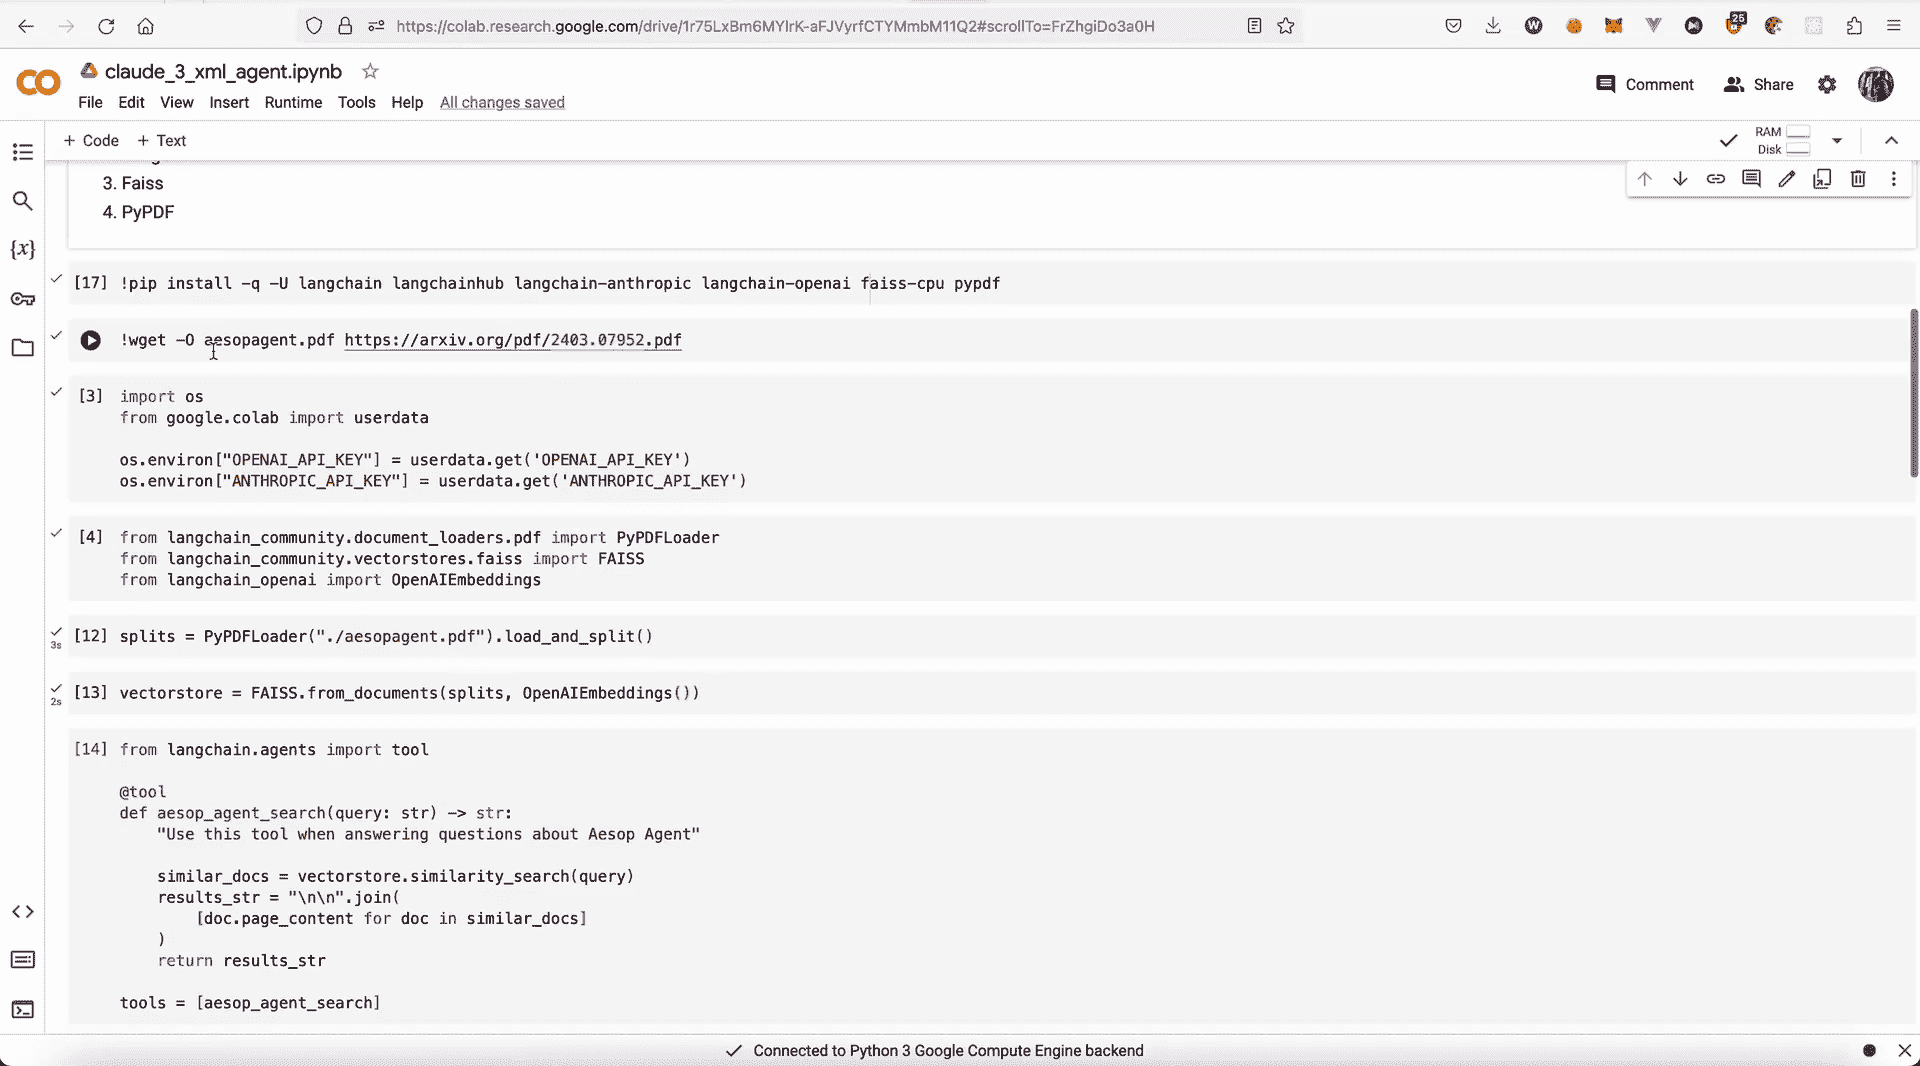 https://colab.research.google.com/drive/1r75LxBm6MYIrK-aFJVyrfCTYMmbM11Q2#scrollTo=FrZhgiDo3a0H
25
CO
claude_3_xml_agent.ipynb
File Edit View Insert Runtime Tools Help All changes saved
Comment
Share
+ Code + Text
RAM
Disk
3. Faiss
4. PyPDF
[17] !pip install -q -U langchain langchainhub langchain-anthropic langchain-openai faiss-cpu pypdf
!wget -O aesopagent.pdf https://arxiv.org/pdf/2403.07952.pdf
[3] import os
from google.colab import userdata
os.environ["OPENAI_API_KEY"] = userdata.get('OPENAI_API_KEY')
os.environ["ANTHROPIC_API_KEY"] = userdata.get('ANTHROPIC_API_KEY')
[4] from langchain_community.document_loaders.pdf import PyPDFLoader
from langchain_community.vectorstores.faiss import FAISS
from langchain_openai import OpenAIEmbeddings
3s
[12] splits = PyPDFLoader("./aesopagent.pdf").load_and_split()
2s
[13] vectorstore = FAISS.from_documents(splits, OpenAIEmbeddings())
[14] from langchain.agents import tool
@tool
def aesop_agent_search(query: str) -> str:
"Use this tool when answering questions about Aesop Agent"
similar_docs = vectorstore.similarity_search(query)
results_str = "\n\n".join(
[doc.page_content for doc in similar_docs]
)
return results_str
tools = [aesop_agent_search]
Connected to Python 3 Google Compute Engine backend